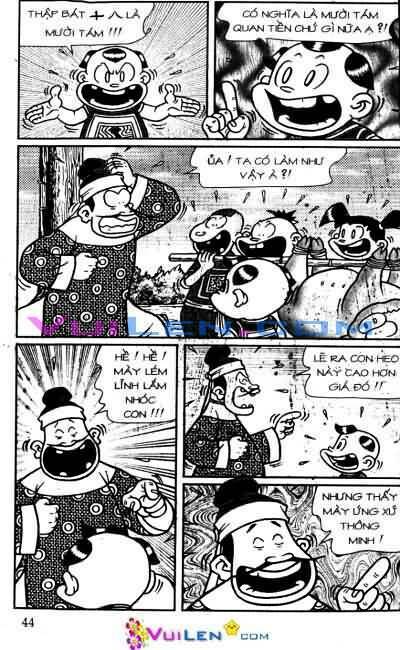 THẬP BÁT 十八 LÀ
MƯỜI TÁM !!!
CÓ NGHĨA LÀ MƯỜI TÁM
QUAN TIỀN CHỨ GÌ NỮA Ạ ?!
ỦA ! TA CÓ LÀM NHƯ
VẬY À ?!
VUILEN.COM
HÈ ! HÈ !
MÀY LÉM
LỈNH LẮM
NHÓC
CON !!!
LẼ RA CON HEO
NÀY CAO HƠN
GIÁ ĐÓ !!
NHƯNG THẤY
MÀY ỨNG XỬ
THÔNG
MINH !
44
VUILEN COM